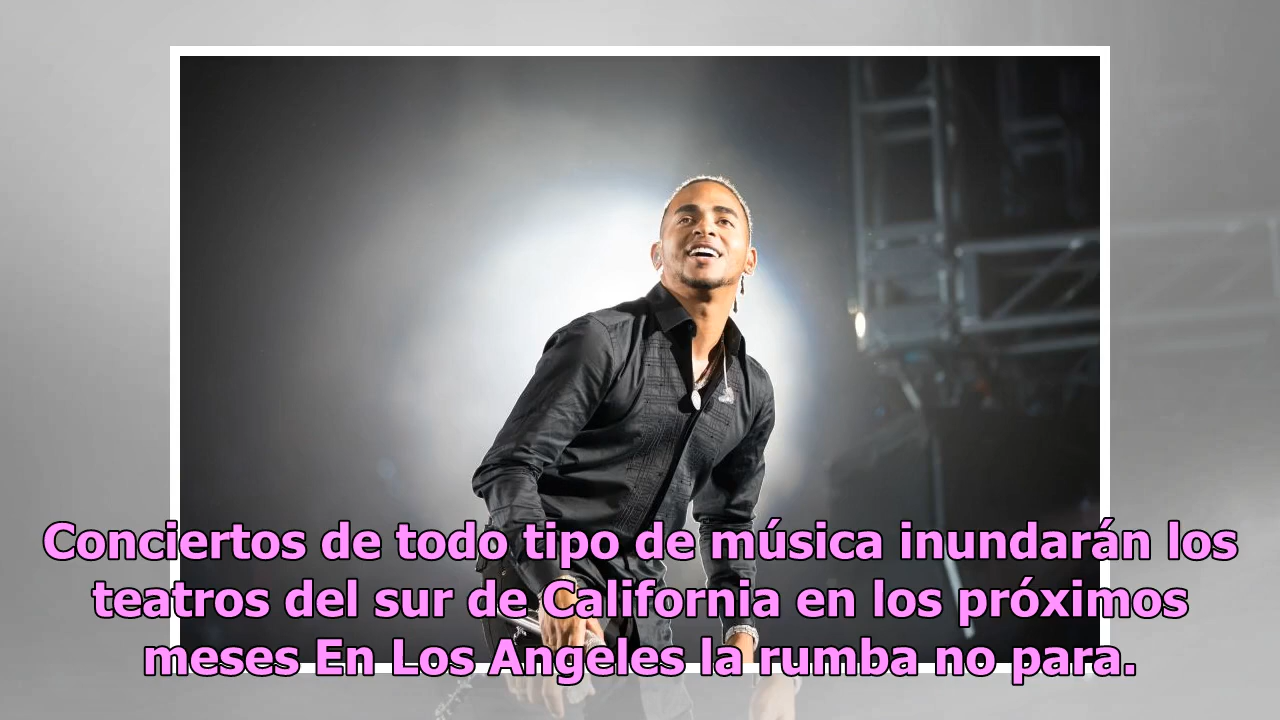 Conciertos de todo tipo de música inundarán los
teatros del sur de California en los próximos
meses En Los Angeles la rumba no para.